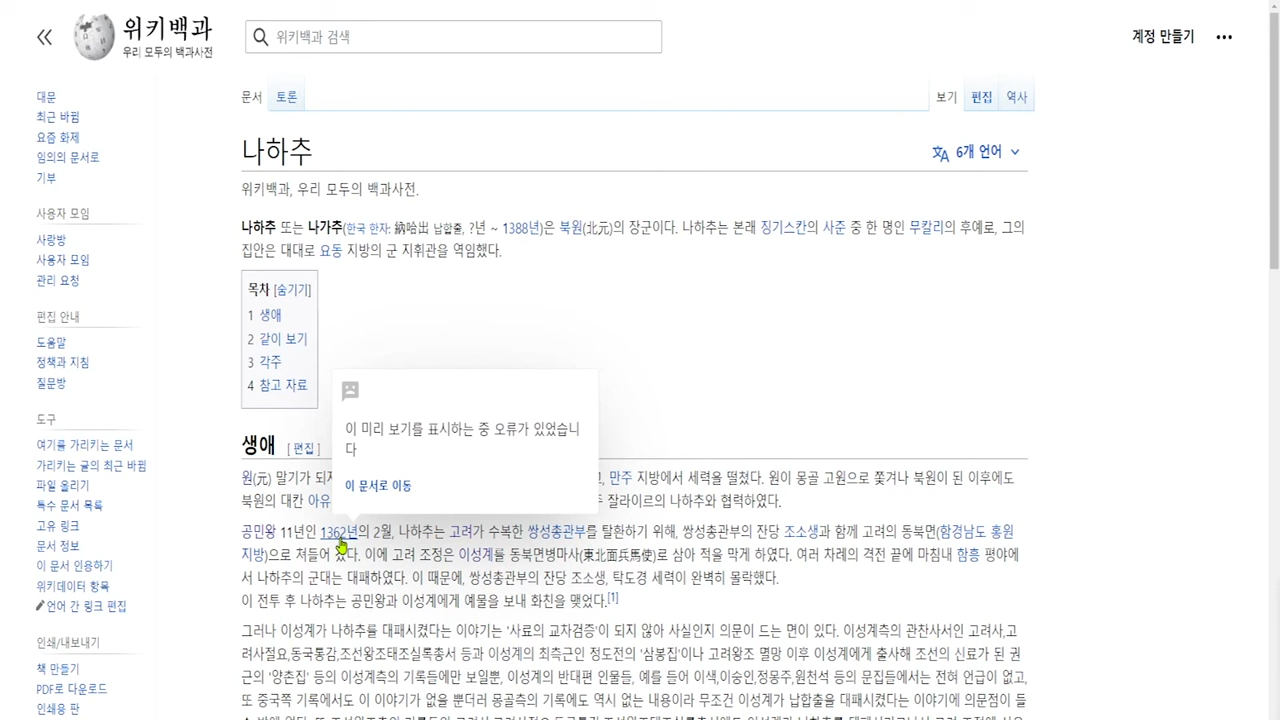 위키백과
우리 모두의 백과사전
위키백과 검색
계정 만들기
대문
최근 바뀜
요즘 화제
임의의 문서로
기부
사용자 모임
사랑방
사용자 모임
관리 요청
편집 안내
도움말
정책과 지침
질문방
도구
여기를 가리키는 문서
가리키는 글의 최근 바뀜
파일 올리기
특수 문서 목록
고유 링크
문서 정보
이 문서 인용하기
위키데이터 항목
언어 간 링크 편집
인쇄/내보내기
책 만들기
PDF로 다운로드
인쇄용 판
문서 토론
보기 편집 역사
나하추
6개 언어
위키백과, 우리 모두의 백과사전.
나하추 또는 나가추(한국 한자: 納哈出 납합출, ?년 ~ 1388년)은 북원(北元)의 장군이다. 나하추는 본래 징기스칸의 사준 중 한 명인 무칼리의 후예로, 그의
집안은 대대로 요동 지방의 군 지휘관을 역임했다.
목차 [숨기기]
1 생애
2 같이 보기
3 각주
4 참고 자료
이 미리 보기를 표시하는 중 오류가 있었습니
다
이 문서로 이동
생애 [편집]
원(元) 말기가 되자 만주 지방에서 세력을 떨쳤다. 원이 몽골 고원으로 쫓겨나 북원이 된 이후에도
북원의 대칸 아유 잘라이르의 나하추와 협력하였다.
공민왕 11년인 1362년의 2월, 나하추는 고려가 수복한 쌍성총관부를 탈환하기 위해, 쌍성총관부의 잔당 조소생과 함께 고려의 동북면(함경남도 홍원
지방)으로 쳐들어 왔다. 이에 고려 조정은 이성계를 동북면병마사(東北面兵馬使)로 삼아 적을 막게 하였다. 여러 차례의 격전 끝에 마침내 함흥 평야에
서 나하추의 군대는 대패하였다. 이 때문에, 쌍성총관부의 잔당 조소생, 탁도경 세력이 완벽히 몰락했다.
이 전투 후 나하추는 공민왕과 이성계에게 예물을 보내 화친을 맺었다.[1]
그러나 이성계가 나하추를 대패시켰다는 이야기는 '사료의 교차검증'이 되지 않아 사실인지 의문이 드는 면이 있다. 이성계측의 관찬사서인 고려사,고
려사절요,동국통감,조선왕조태조실록총서 등과 이성계의 최측근인 정도전의 '삼봉집'이나 고려왕조 멸망 이후 이성계에게 출사해 조선의 신료가 된 권
근의 '양촌집' 등의 이성계측의 기록들에만 보일뿐, 이성계의 반대편 인물들, 예를 들어 이색,이숭인,정몽주,원천석 등의 문집들에서는 전혀 언급이 없고,
또 중국쪽 기록에서도 이 이야기가 없을 뿐더러 몽골측의 기록에도 역시 없는 내용이라 무조건 이성계가 납합출을 대패시켰다는 이야기에 의문점이 들